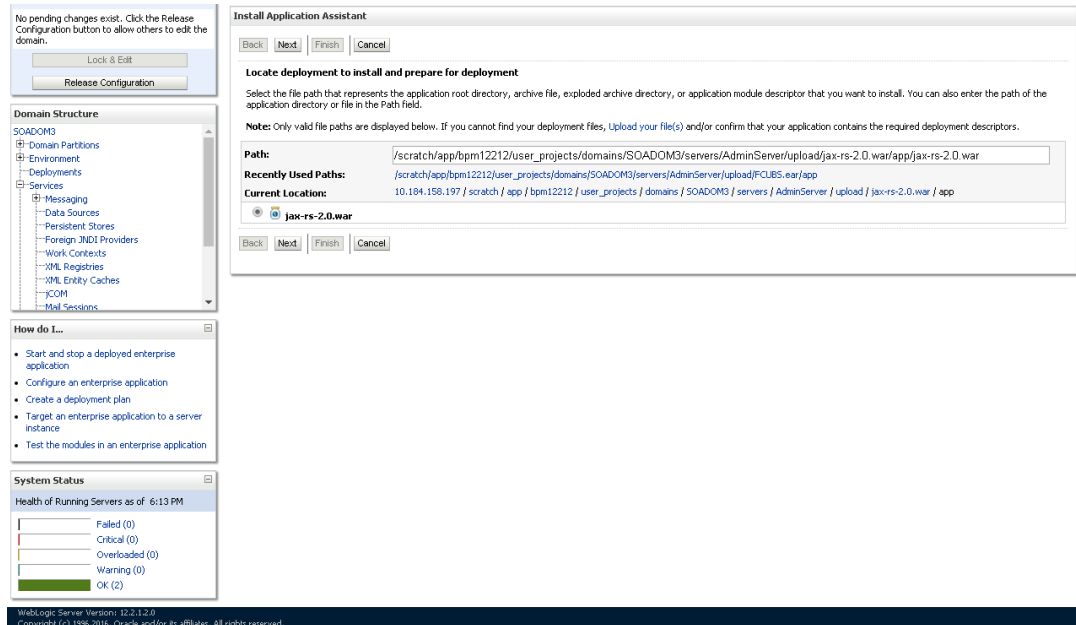 No pending changes exist. Click the Release
Configuration button to allow others to edit the
domain.
Lock & Edit
Release Configuration
Domain Structure
SOADOM3
Domain Partitions
Environment
Deployments
Services
Messaging
Data Sources
Persistent Stores
Foreign JNDI Providers
Work Contexts
XML Registries
XML Entity Caches
jCOM
Mail Sessions
How do I...
Start and stop a deployed enterprise
application
Configure an enterprise application
Create a deployment plan
Target an enterprise application to a server
instance
Test the modules in an enterprise application
System Status
Health of Running Servers as of 6:13 PM
Failed (0)
Critical (0)
Overloaded (0)
Warning (0)
OK (2)
Install Application Assistant
Back Next Finish Cancel
Locate deployment to install and prepare for deployment
Select the file path that represents the application root directory, archive file, exploded archive directory, or application module descriptor that you want to install. You can also enter the path of the
application directory or file in the Path field.
Note: Only valid file paths are displayed below. If you cannot find your deployment files, Upload your file(s) and/or confirm that your application contains the required deployment descriptors.
Path: /scratch/app/bpm12212/user_projects/domains/SOADOM3/servers/AdminServer/upload/jax-rs-2.0.war/app/jax-rs-2.0.war
Recently Used Paths: /scratch/app/bpm12212/user_projects/domains/SOADOM3/servers/AdminServer/upload/FCUBS.ear/app
Current Location: 10.184.158.197 / scratch / app / bpm12212 / user_projects / domains / SOADOM3 / servers / AdminServer / upload / jax-rs-2.0.war / app
jax-rs-2.0.war
Back Next Finish Cancel
WebLogic Server Version: 12.2.1.2.0
Copyright (c) 1996,2016, Oracle and/or its affiliates. All rights reserved.